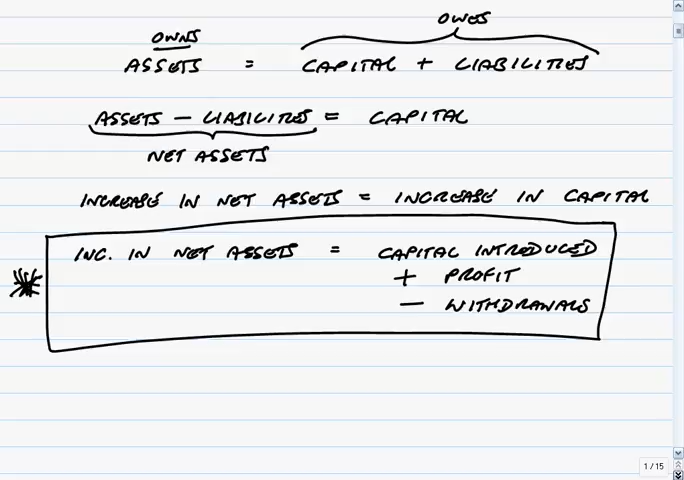 OWES
OWNS
ASSETS = CAPITAL + LIABILITIES
ASSETS – LIABILITIES = CAPITAL
NET ASSETS
INCREASE IN NET ASSETS = INCREASE IN CAPITAL
INC. IN NET ASSETS = CAPITAL INTRODUCED
+ PROFIT
– WITHDRAWALS
1 / 15